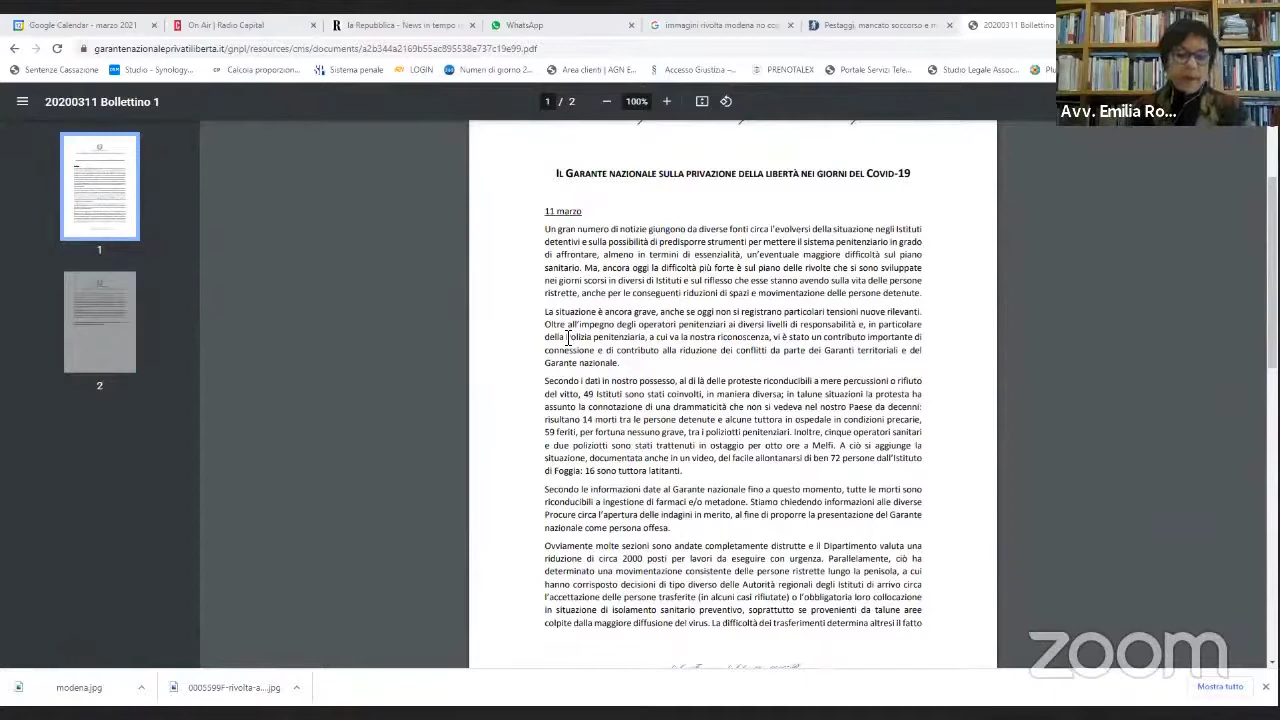 Google Calendar - marzo 2021
On Air | Radio Capital
la Repubblica - News in tempo r
WhatsApp
immagini rivolta modena no co
Pestaggi, mancato soccorso e m
20200311 Bollettino
garantenazionaleprivatiliberta.it/gnpl/resources/cms/documents/a2b344a2169b55ac895538e737c19e99.pdf
Sentenze Cassazione
Studio - Synology...
Calcola proporzion...
Sistema penale
LOGIN
Numeri di giorno 2...
Area clienti | AGN E...
Accesso Giustizia –...
PRENOTALEX
Portale Servizi Tele...
Studio Legale Assoc...
Avv. Emilia Ro...
20200311 Bollettino 1
1 / 2
100%
1
2
IL GARANTE NAZIONALE SULLA PRIVAZIONE DELLA LIBERTÀ NEI GIORNI DEL COVID-19
11 marzo
Un gran numero di notizie giungono da diverse fonti circa l'evolversi della situazione negli Istituti
detentivi e sulla possibilità di predisporre strumenti per mettere il sistema penitenziario in grado
di affrontare, almeno in termini di essenzialità, un'eventuale maggiore difficoltà sul piano
sanitario. Ma, ancora oggi la difficoltà più forte è sul piano delle rivolte che si sono sviluppate
nei giorni scorsi in diversi di Istituti e sul riflesso che esse stanno avendo sulla vita delle persone
ristrette, anche per le conseguenti riduzioni di spazi e movimentazione delle persone detenute.
La situazione è ancora grave, anche se oggi non si registrano particolari tensioni nuove rilevanti.
Oltre all'impegno degli operatori penitenziari ai diversi livelli di responsabilità e, in particolare
della Polizia penitenziaria, a cui va la nostra riconoscenza, vi è stato un contributo importante di
connessione e di contributo alla riduzione dei conflitti da parte dei Garanti territoriali e del
Garante nazionale.
Secondo i dati in nostro possesso, al di là delle proteste riconducibili a mere percussioni o rifiuto
del vitto, 49 Istituti sono stati coinvolti, in maniera diversa; in talune situazioni la protesta ha
assunto la connotazione di una drammaticità che non si vedeva nel nostro Paese da decenni:
risultano 14 morti tra le persone detenute e alcune tuttora in ospedale in condizioni precarie,
59 feriti, per fortuna nessuno grave, tra i poliziotti penitenziari. Inoltre, cinque operatori sanitari
e due poliziotti sono stati trattenuti in ostaggio per otto ore a Melfi. A ciò si aggiunge la
situazione, documentata anche in un video, del facile allontanarsi di ben 72 persone dall'Istituto
di Foggia: 16 sono tuttora latitanti.
Secondo le informazioni date al Garante nazionale fino a questo momento, tutte le morti sono
riconducibili a ingestione di farmaci e/o metadone. Stiamo chiedendo informazioni alle diverse
Procure circa l'apertura delle indagini in merito, al fine di proporre la presentazione del Garante
nazionale come persona offesa.
Ovviamente molte sezioni sono andate completamente distrutte e il Dipartimento valuta una
riduzione di circa 2000 posti per lavori da eseguire con urgenza. Parallelamente, ciò ha
determinato una movimentazione consistente delle persone ristrette lungo la penisola, a cui
hanno corrisposto decisioni di tipo diverso delle Autorità regionali degli Istituti di arrivo circa
l'accettazione delle persone trasferite (in alcuni casi rifiutate) o l'obbligatoria loro collocazione
in situazione di isolamento sanitario preventivo, soprattutto se provenienti da talune aree
colpite dalla maggiore diffusione del virus. La difficoltà dei trasferimenti determina altresì il fatto
zoom
modena.jpg
0005599F-rivolta-a....jpg
Mostra tutto